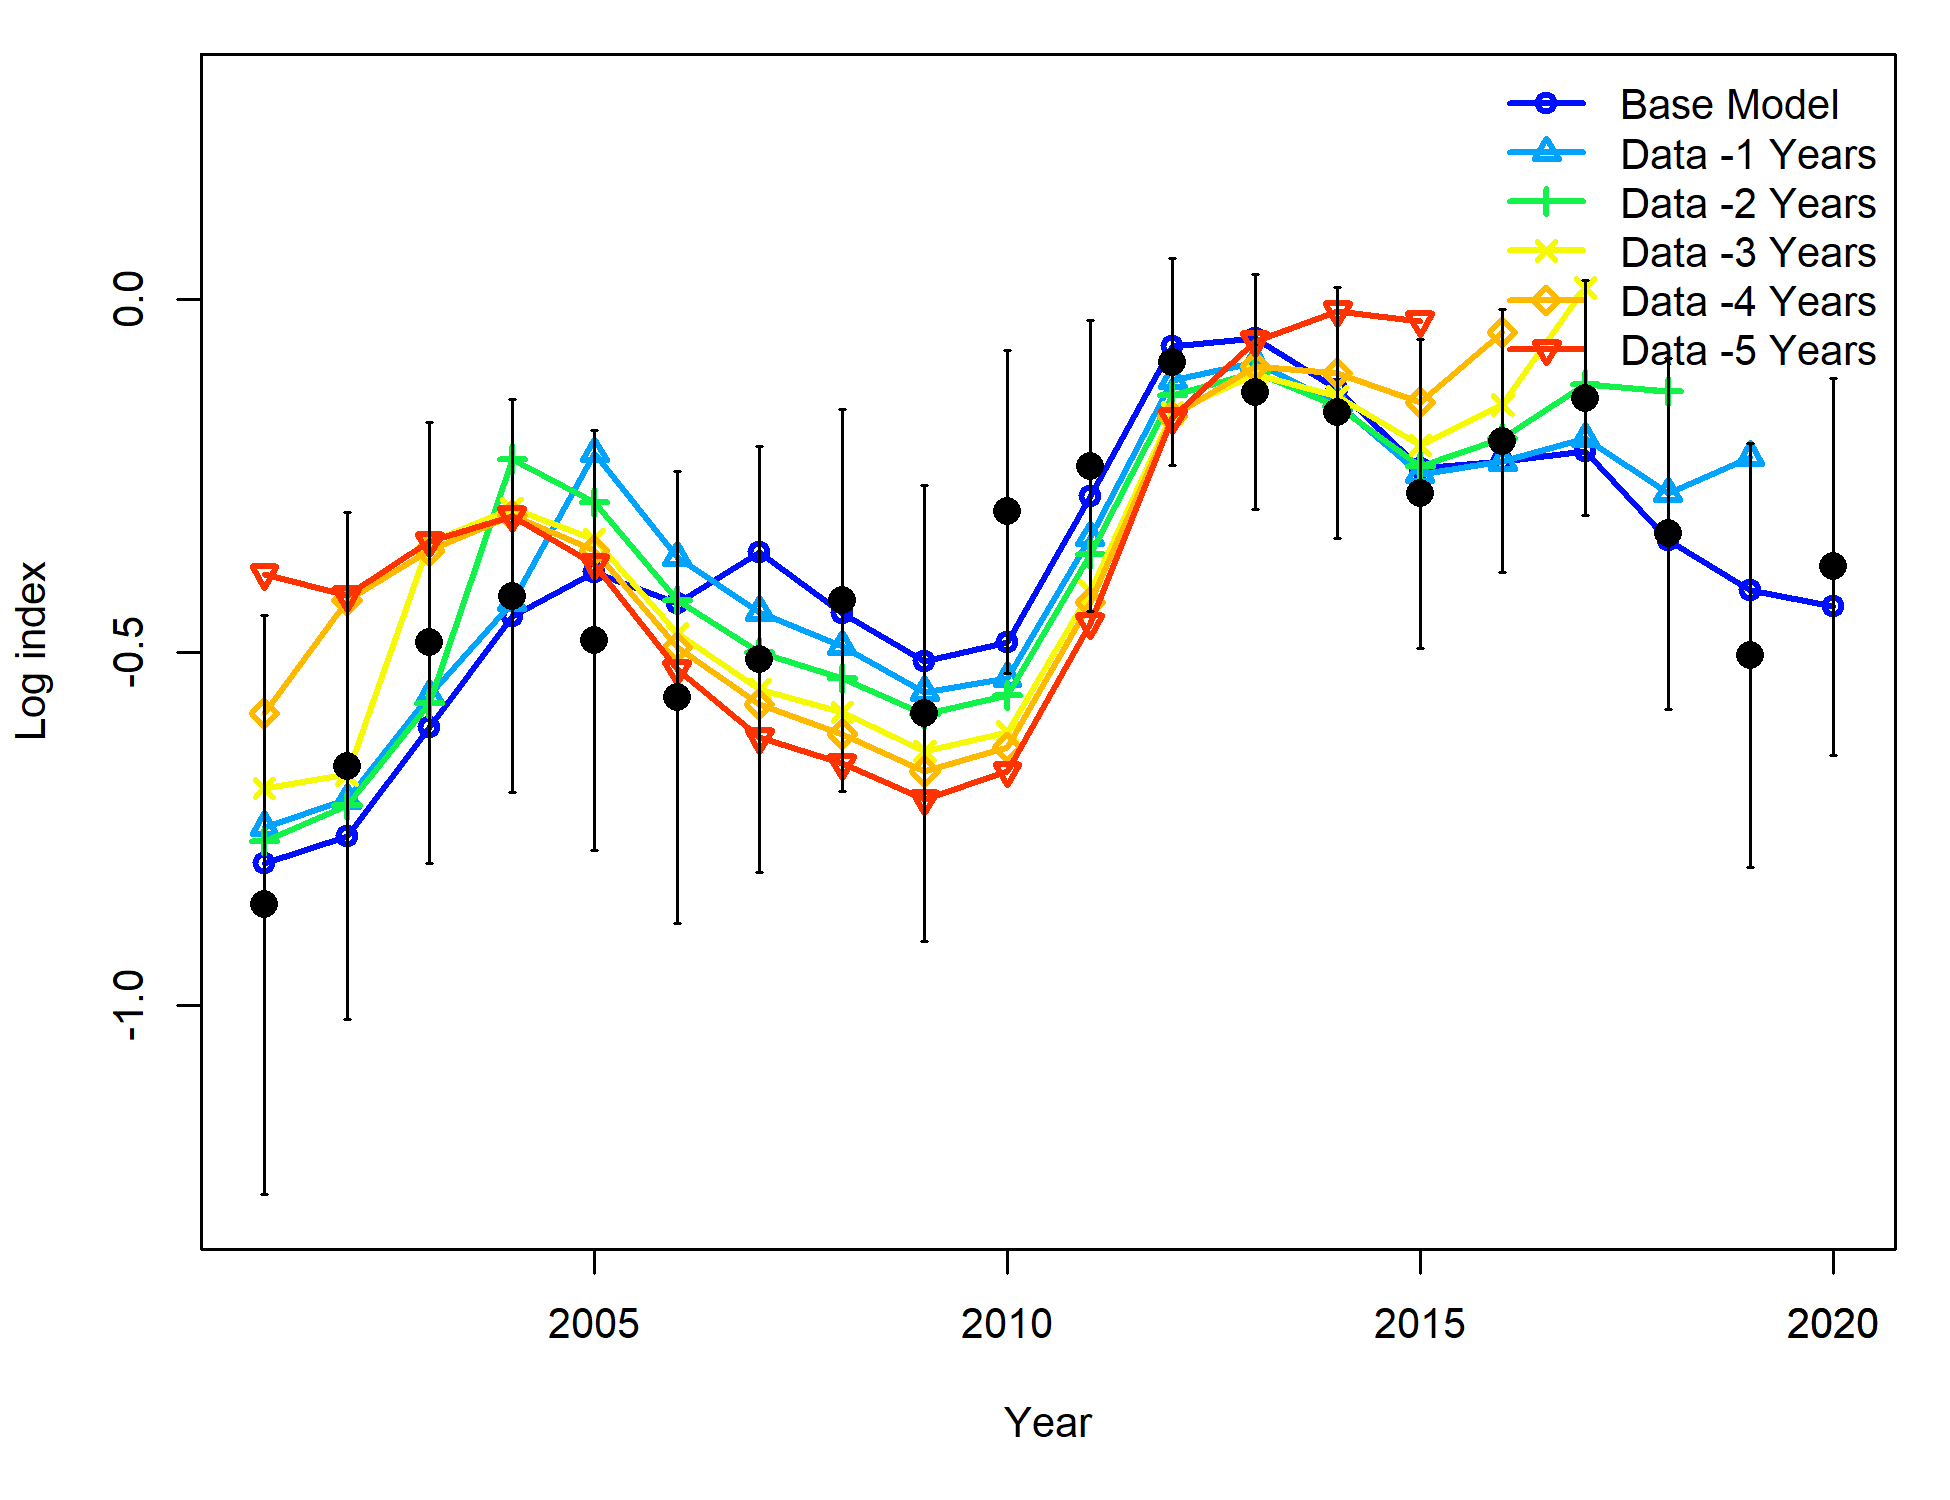 Base Model
Data -1 Years
Data -2 Years
Data -3 Years
Data -4 Years
Data -5 Years
0.0
-0.5
-1.0
Log index
2005
2010
2015
2020
Year